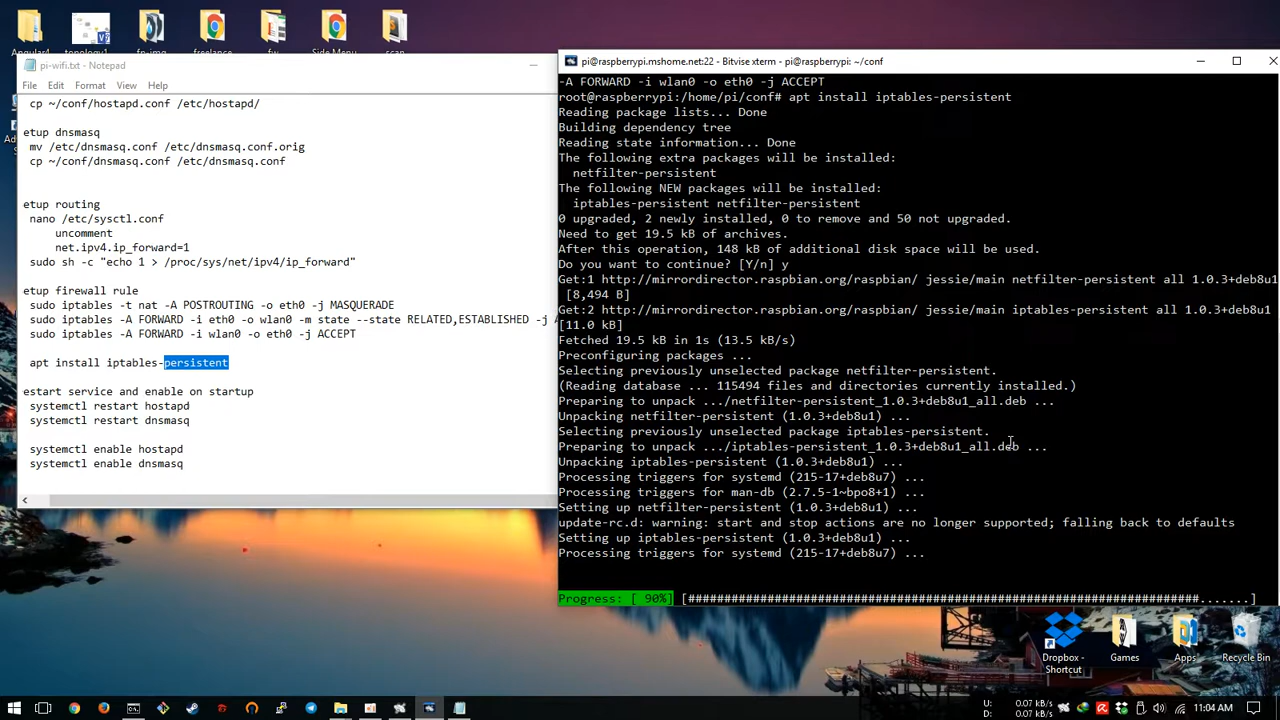 Angular4
topology1
fp-img
freelance
fw
Side Menu
scan
pi-wifi.txt - Notepad
File Edit Format View Help
cp ~/conf/hostapd.conf /etc/hostapd/
etup dnsmasq
mv /etc/dnsmasq.conf /etc/dnsmasq.conf.orig
cp ~/conf/dnsmasq.conf /etc/dnsmasq.conf
etup routing
nano /etc/sysctl.conf
uncomment
net.ipv4.ip_forward=1
sudo sh -c "echo 1 > /proc/sys/net/ipv4/ip_forward"
etup firewall rule
sudo iptables -t nat -A POSTROUTING -o eth0 -j MASQUERADE
sudo iptables -A FORWARD -i eth0 -o wlan0 -m state --state RELATED,ESTABLISHED -j A
sudo iptables -A FORWARD -i wlan0 -o eth0 -j ACCEPT
apt install iptables-persistent
estart service and enable on startup
systemctl restart hostapd
systemctl restart dnsmasq
systemctl enable hostapd
systemctl enable dnsmasq
pi@raspberrypi.mshome.net:22 - Bitvise xterm - pi@raspberrypi: ~/conf
-A FORWARD -i wlan0 -o eth0 -j ACCEPT
root@raspberrypi:/home/pi/conf# apt install iptables-persistent
Reading package lists... Done
Building dependency tree
Reading state information... Done
The following extra packages will be installed:
netfilter-persistent
The following NEW packages will be installed:
iptables-persistent netfilter-persistent
0 upgraded, 2 newly installed, 0 to remove and 50 not upgraded.
Need to get 19.5 kB of archives.
After this operation, 148 kB of additional disk space will be used.
Do you want to continue? [Y/n] y
Get:1 http://mirrordirector.raspbian.org/raspbian/ jessie/main netfilter-persistent all 1.0.3+deb8u1
[8,494 B]
Get:2 http://mirrordirector.raspbian.org/raspbian/ jessie/main iptables-persistent all 1.0.3+deb8u1
[11.0 kB]
Fetched 19.5 kB in 1s (13.5 kB/s)
Preconfiguring packages ...
Selecting previously unselected package netfilter-persistent.
(Reading database ... 115494 files and directories currently installed.)
Preparing to unpack .../netfilter-persistent_1.0.3+deb8u1_all.deb ...
Unpacking netfilter-persistent (1.0.3+deb8u1) ...
Selecting previously unselected package iptables-persistent.
Preparing to unpack .../iptables-persistent_1.0.3+deb8u1_all.deb ...
Unpacking iptables-persistent (1.0.3+deb8u1) ...
Processing triggers for systemd (215-17+deb8u7) ...
Processing triggers for man-db (2.7.5-1~bpo8+1) ...
Setting up netfilter-persistent (1.0.3+deb8u1) ...
update-rc.d: warning: start and stop actions are no longer supported; falling back to defaults
Setting up iptables-persistent (1.0.3+deb8u1) ...
Processing triggers for systemd (215-17+deb8u7) ...
Progress: [ 90%] [#######################################################################.......]
Dropbox - Shortcut
Games
Apps
Recycle Bin
U: 0.07 kB/s
D: 0.07 kB/s
11:04 AM